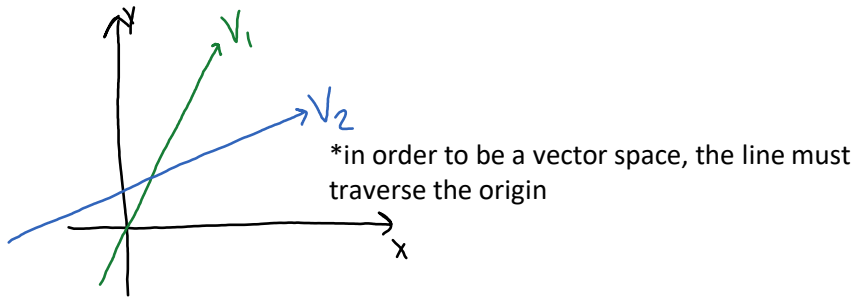 Y
V₁
V₂
*in order to be a vector space, the line must
traverse the origin
X